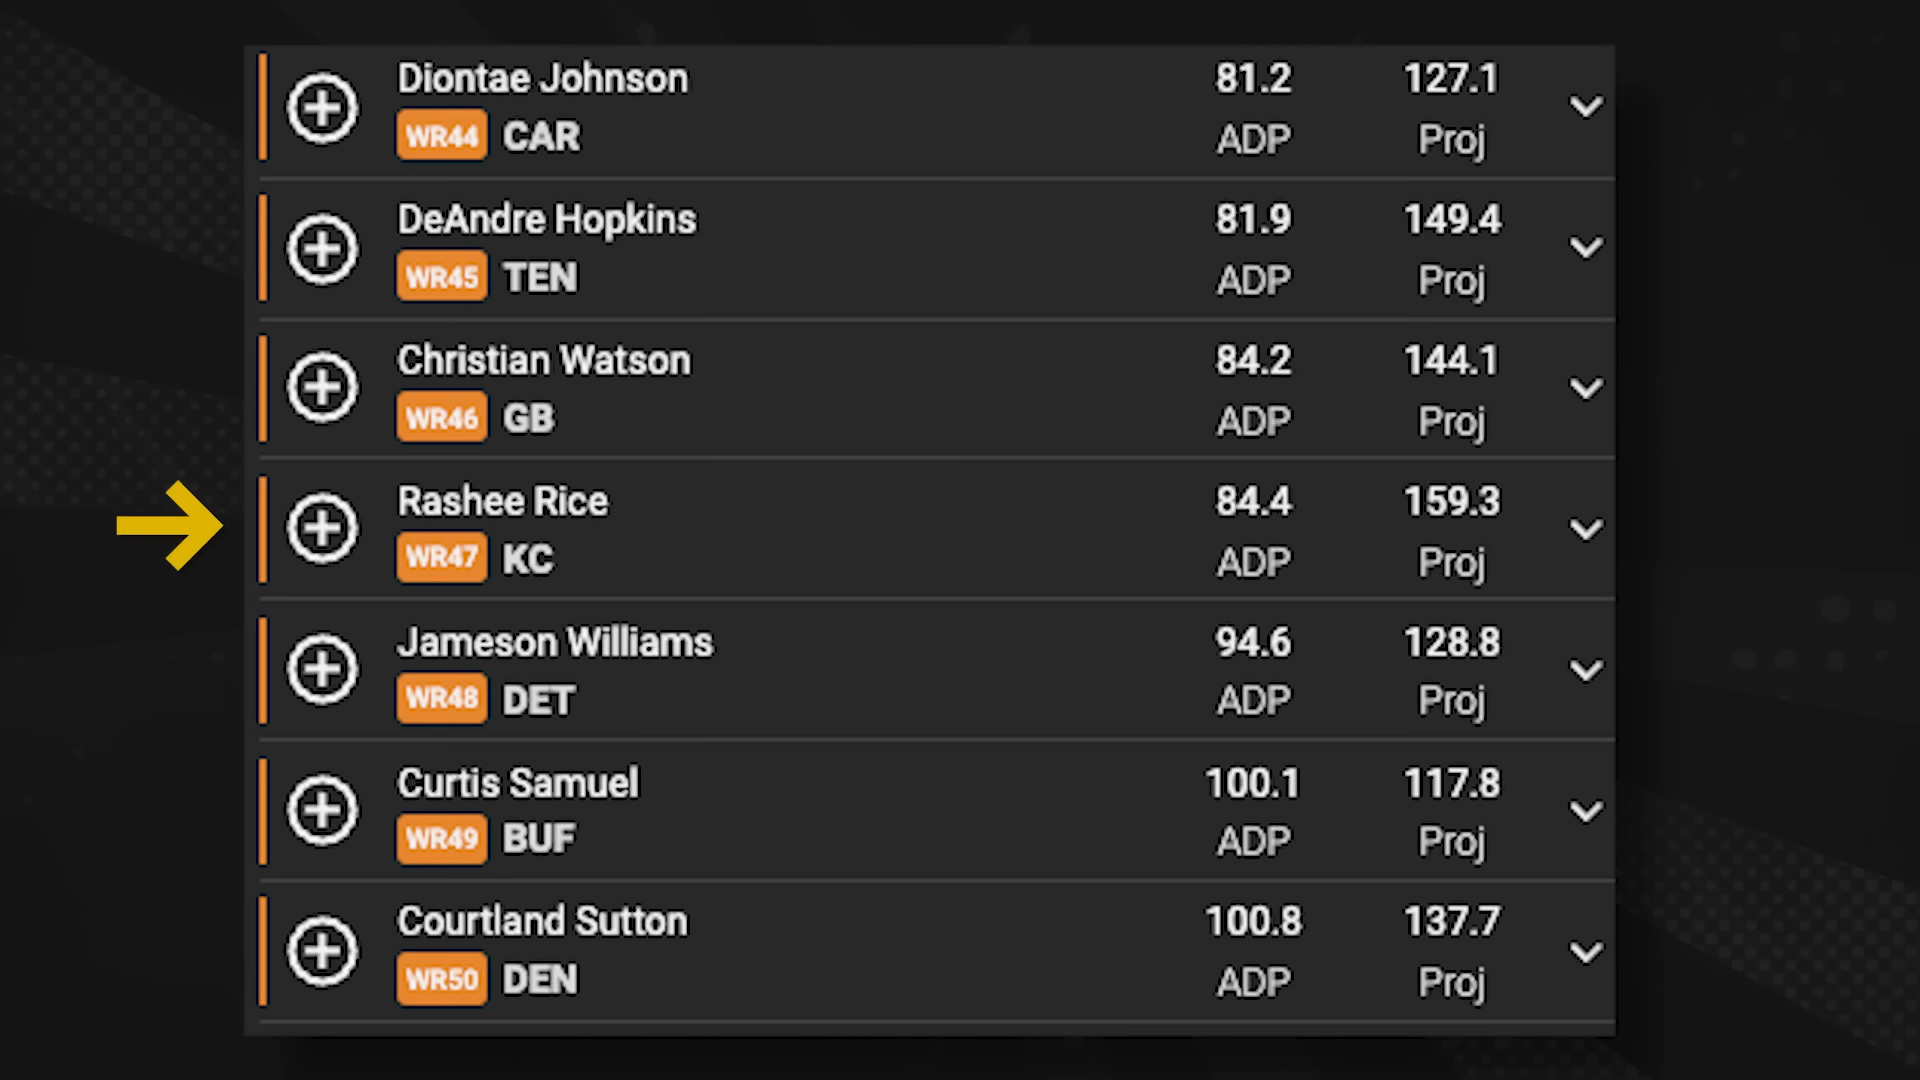 Diontae Johnson 81.2 127.1
WR44 CAR ADP Proj
DeAndre Hopkins 81.9 149.4
WR45 TEN ADP Proj
Christian Watson 84.2 144.1
WR46 GB ADP Proj
Rashee Rice 84.4 159.3
WR47 KC ADP Proj
Jameson Williams 94.6 128.8
WR48 DET ADP Proj
Curtis Samuel 100.1 117.8
WR49 BUF ADP Proj
Courtland Sutton 100.8 137.7
WR50 DEN ADP Proj